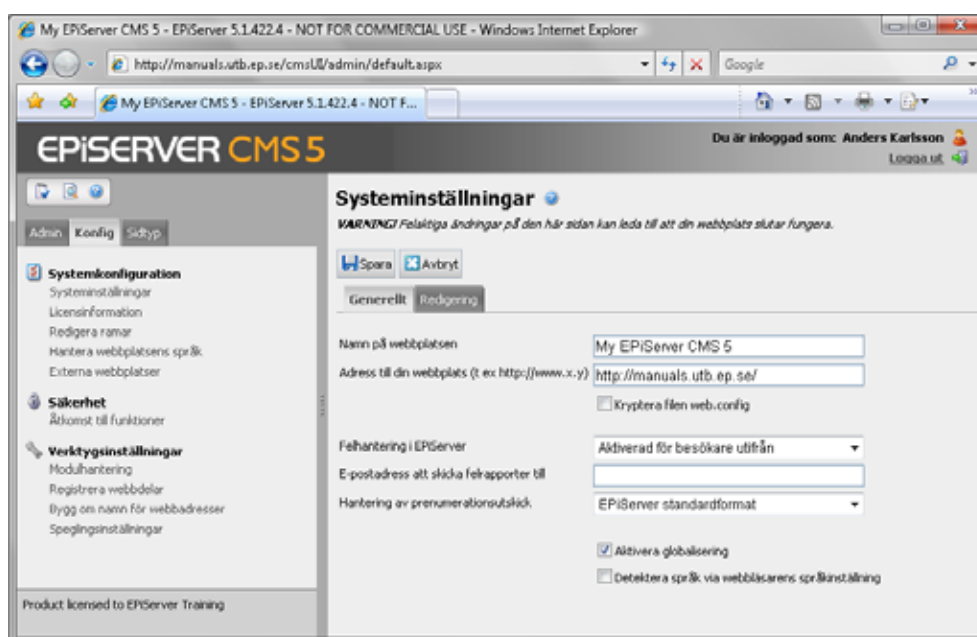 My EPiServer CMS 5 - EPiServer 5.1.422.4 - NOT FOR COMMERCIAL USE - Windows Internet Explorer
http://manuals.utb.ep.se/cmsUI/admin/default.aspx
Google
My EPiServer CMS 5 - EPiServer 5.1.422.4 - NOT F...
EPiSERVER CMS 5
Du är inloggad som: Anders Karlsson
Logga ut
Admin Konfig Sidtyp
Systemkonfiguration
Systeminställningar
Licensinformation
Redigera ramar
Hantera webbplatsens språk
Externa webbplatser
Säkerhet
Åtkomst till funktioner
Verktygsinställningar
Modulhantering
Registrera webbdelar
Bygg om namn för webbadresser
Speglingsinställningar
Product licensed to EPiServer Training
Systeminställningar
VARNING! Felaktiga ändringar på den här sidan kan leda till att din webbplats slutar fungera.
Spara Avbryt
Generellt Redigering
Namn på webbplatsen My EPiServer CMS 5
Adress till din webbplats (t ex http://www.x.y) http://manuals.utb.ep.se/
Kryptera filen web.config
Felhantering i EPiServer Aktiverad för besökare utifrån
E-postadress att skicka felrapporter till
Hantering av prenumerationsutskick EPiServer standardformat
Aktivera globalisering
Detektera språk via webbläsarens språkinställning